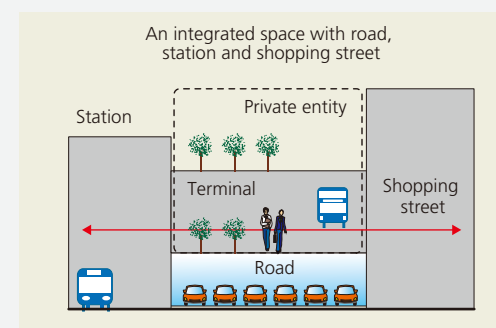 An integrated space with road,
station and shopping street
Private entity
Station
Terminal
Shopping
street
Road